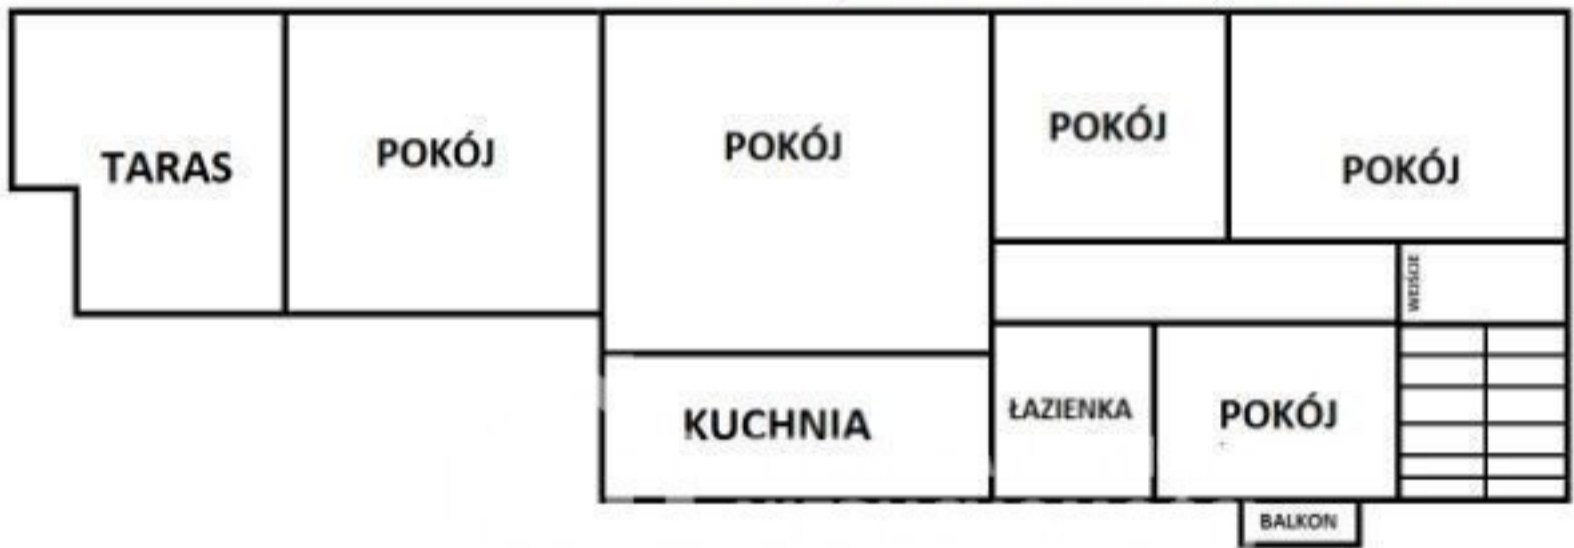 TARAS
POKÓJ
POKÓJ
POKÓJ
POKÓJ
WEJŚCIE
KUCHNIA
ŁAZIENKA
POKÓJ
BALKON